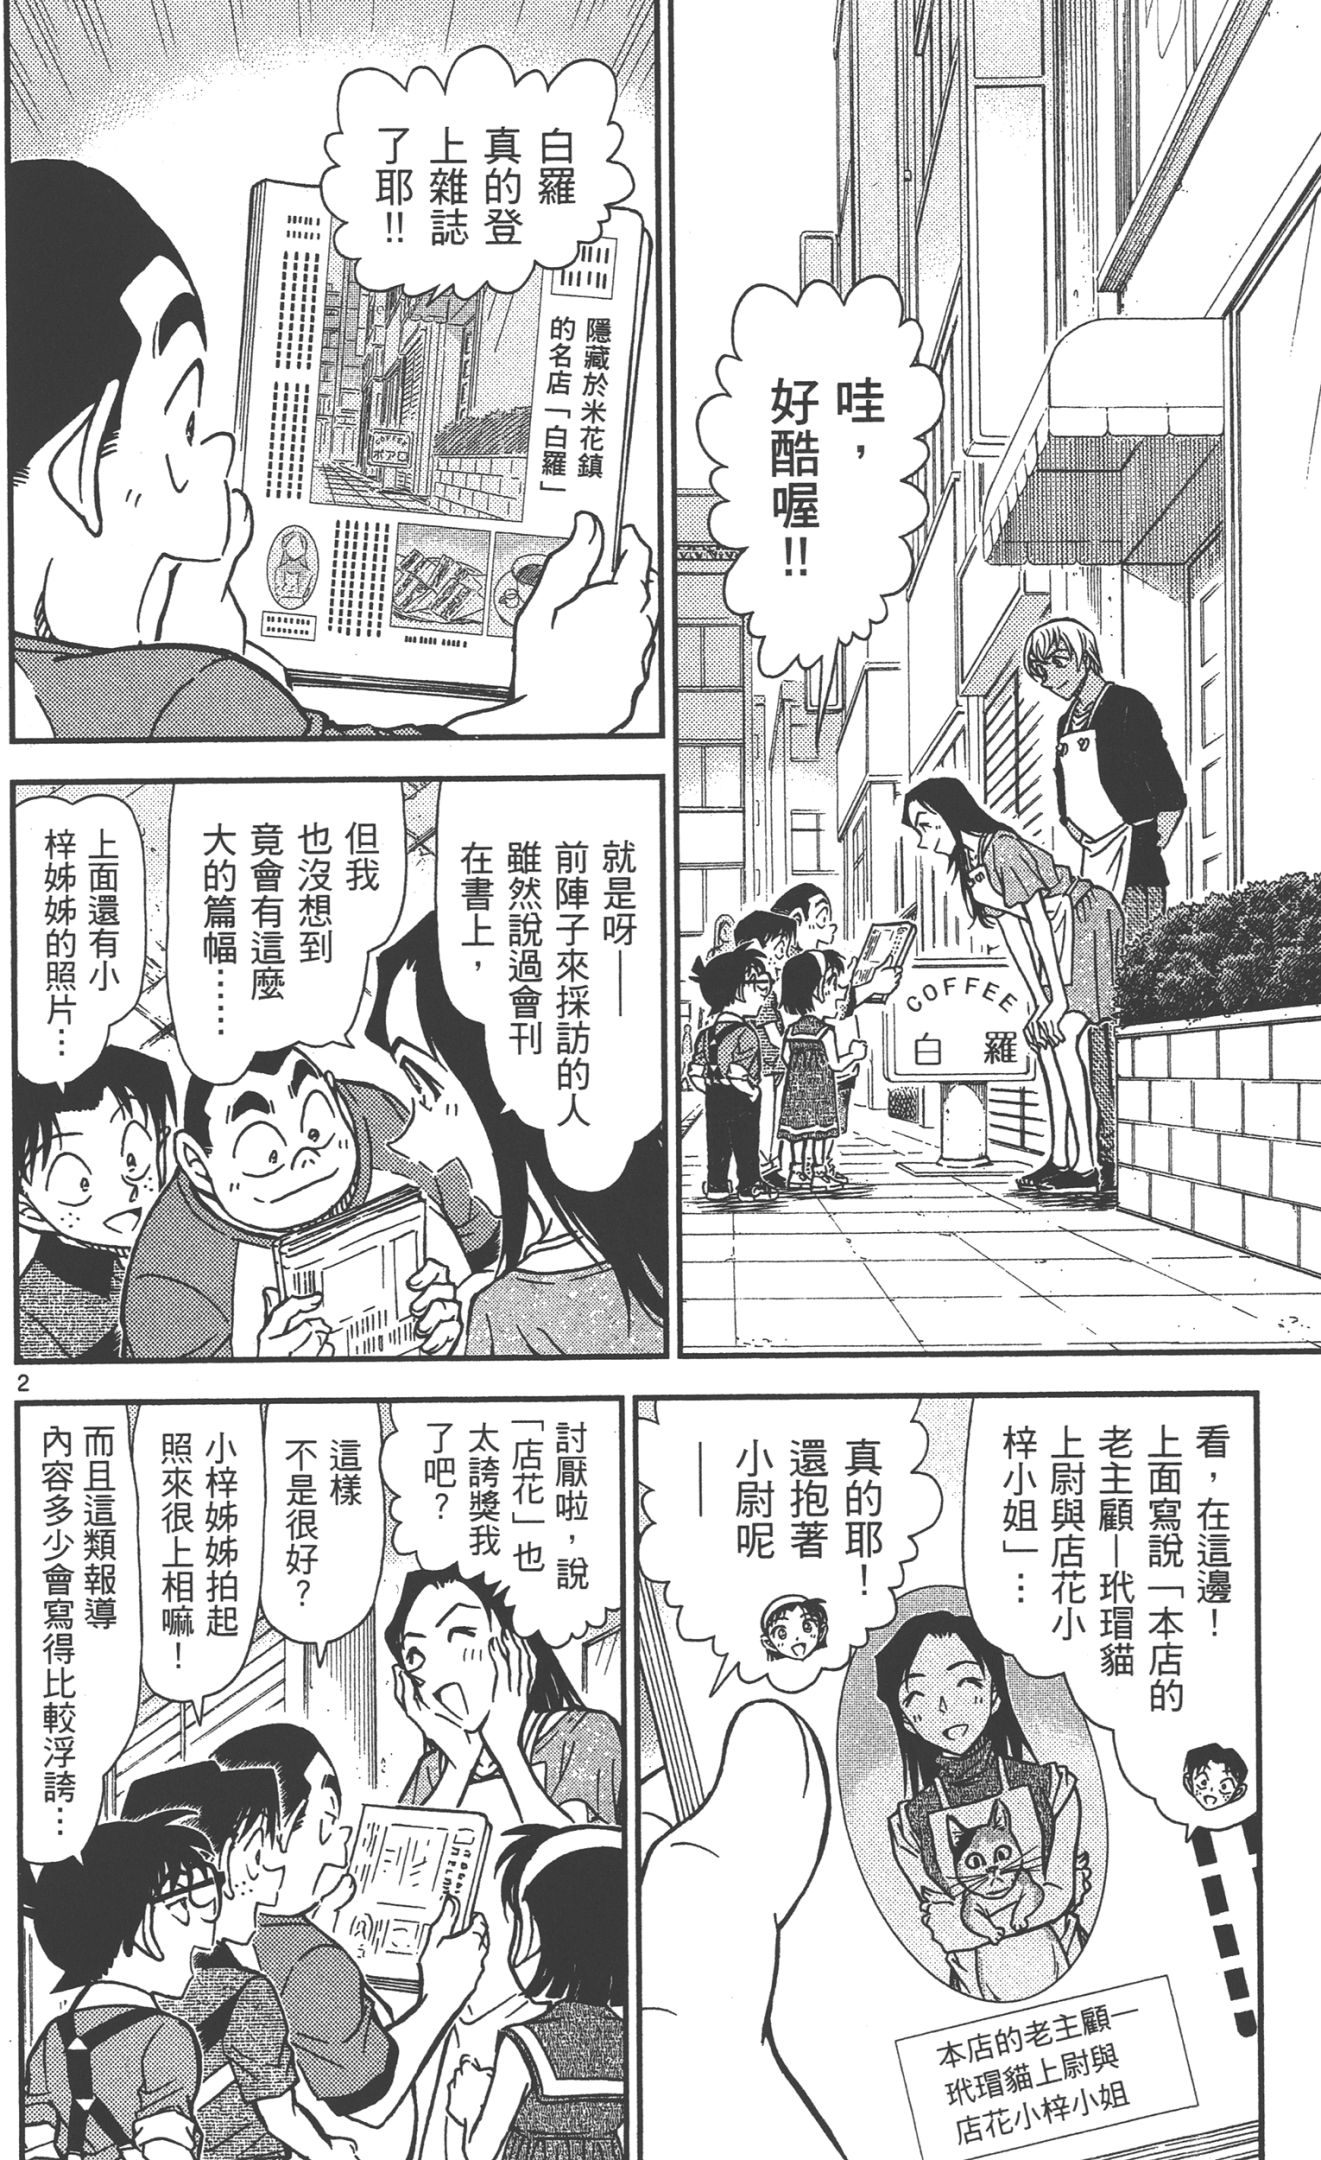 哇，
好酷喔!!
COFFEE
白羅
白羅
真的登
上雜誌
了耶!!
隱藏於米花鎮
的名店「白羅」
COFFEE
ポアロ
就是呀——
前陣子來採訪的人
雖然說過會刊
在書上，
但我
也沒想到
竟會有這麼
大的篇幅……
上面還有小
梓姊姊的照片…
2
看，在這邊！
上面寫說「本店的
老主顧—玳瑁貓
上尉與店花小
梓小姐」…
真的耶！
還抱著
小尉呢
——
本店的老主顧—
玳瑁貓上尉與
店花小梓小姐
討厭啦，說
「店花」也
太誇獎我
了吧？
這樣
不是很好？
小梓姊姊拍起
照來很上相嘛！
而且這類報導
內容多少會寫得比較浮誇…